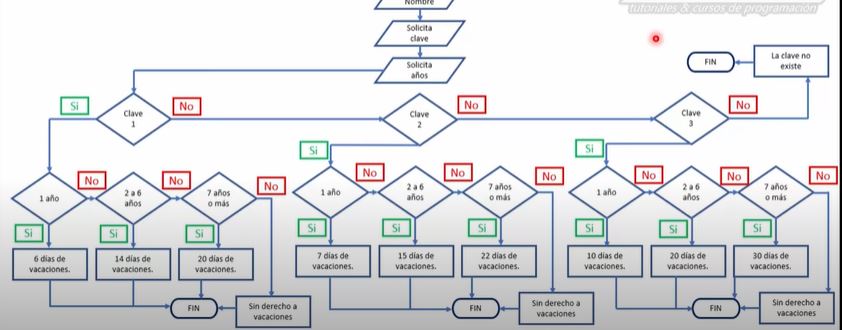 Nombre
tutoriales & cursos de programación
Solicita
clave
Solicita
años
FIN
La clave no
existe
Si
Clave
1
No
Clave
2
No
Clave
3
No
Si
Si
1 año
No
2 a 6
años
No
7 años
o más
No
1 año
No
2 a 6
años
No
7 años
o más
No
1 año
No
2 a 6
años
No
7 años
o más
No
Si
Si
Si
Si
Si
Si
Si
Si
Si
6 días de
vacaciones.
14 días de
vacaciones.
20 días de
vacaciones.
7 días de
vacaciones.
15 días de
vacaciones.
22 días de
vacaciones.
10 días de
vacaciones.
20 días de
vacaciones.
30 días de
vacaciones.
FIN
Sin derecho a
vacaciones
FIN
Sin derecho a
vacaciones
FIN
Sin derecho a
vacaciones